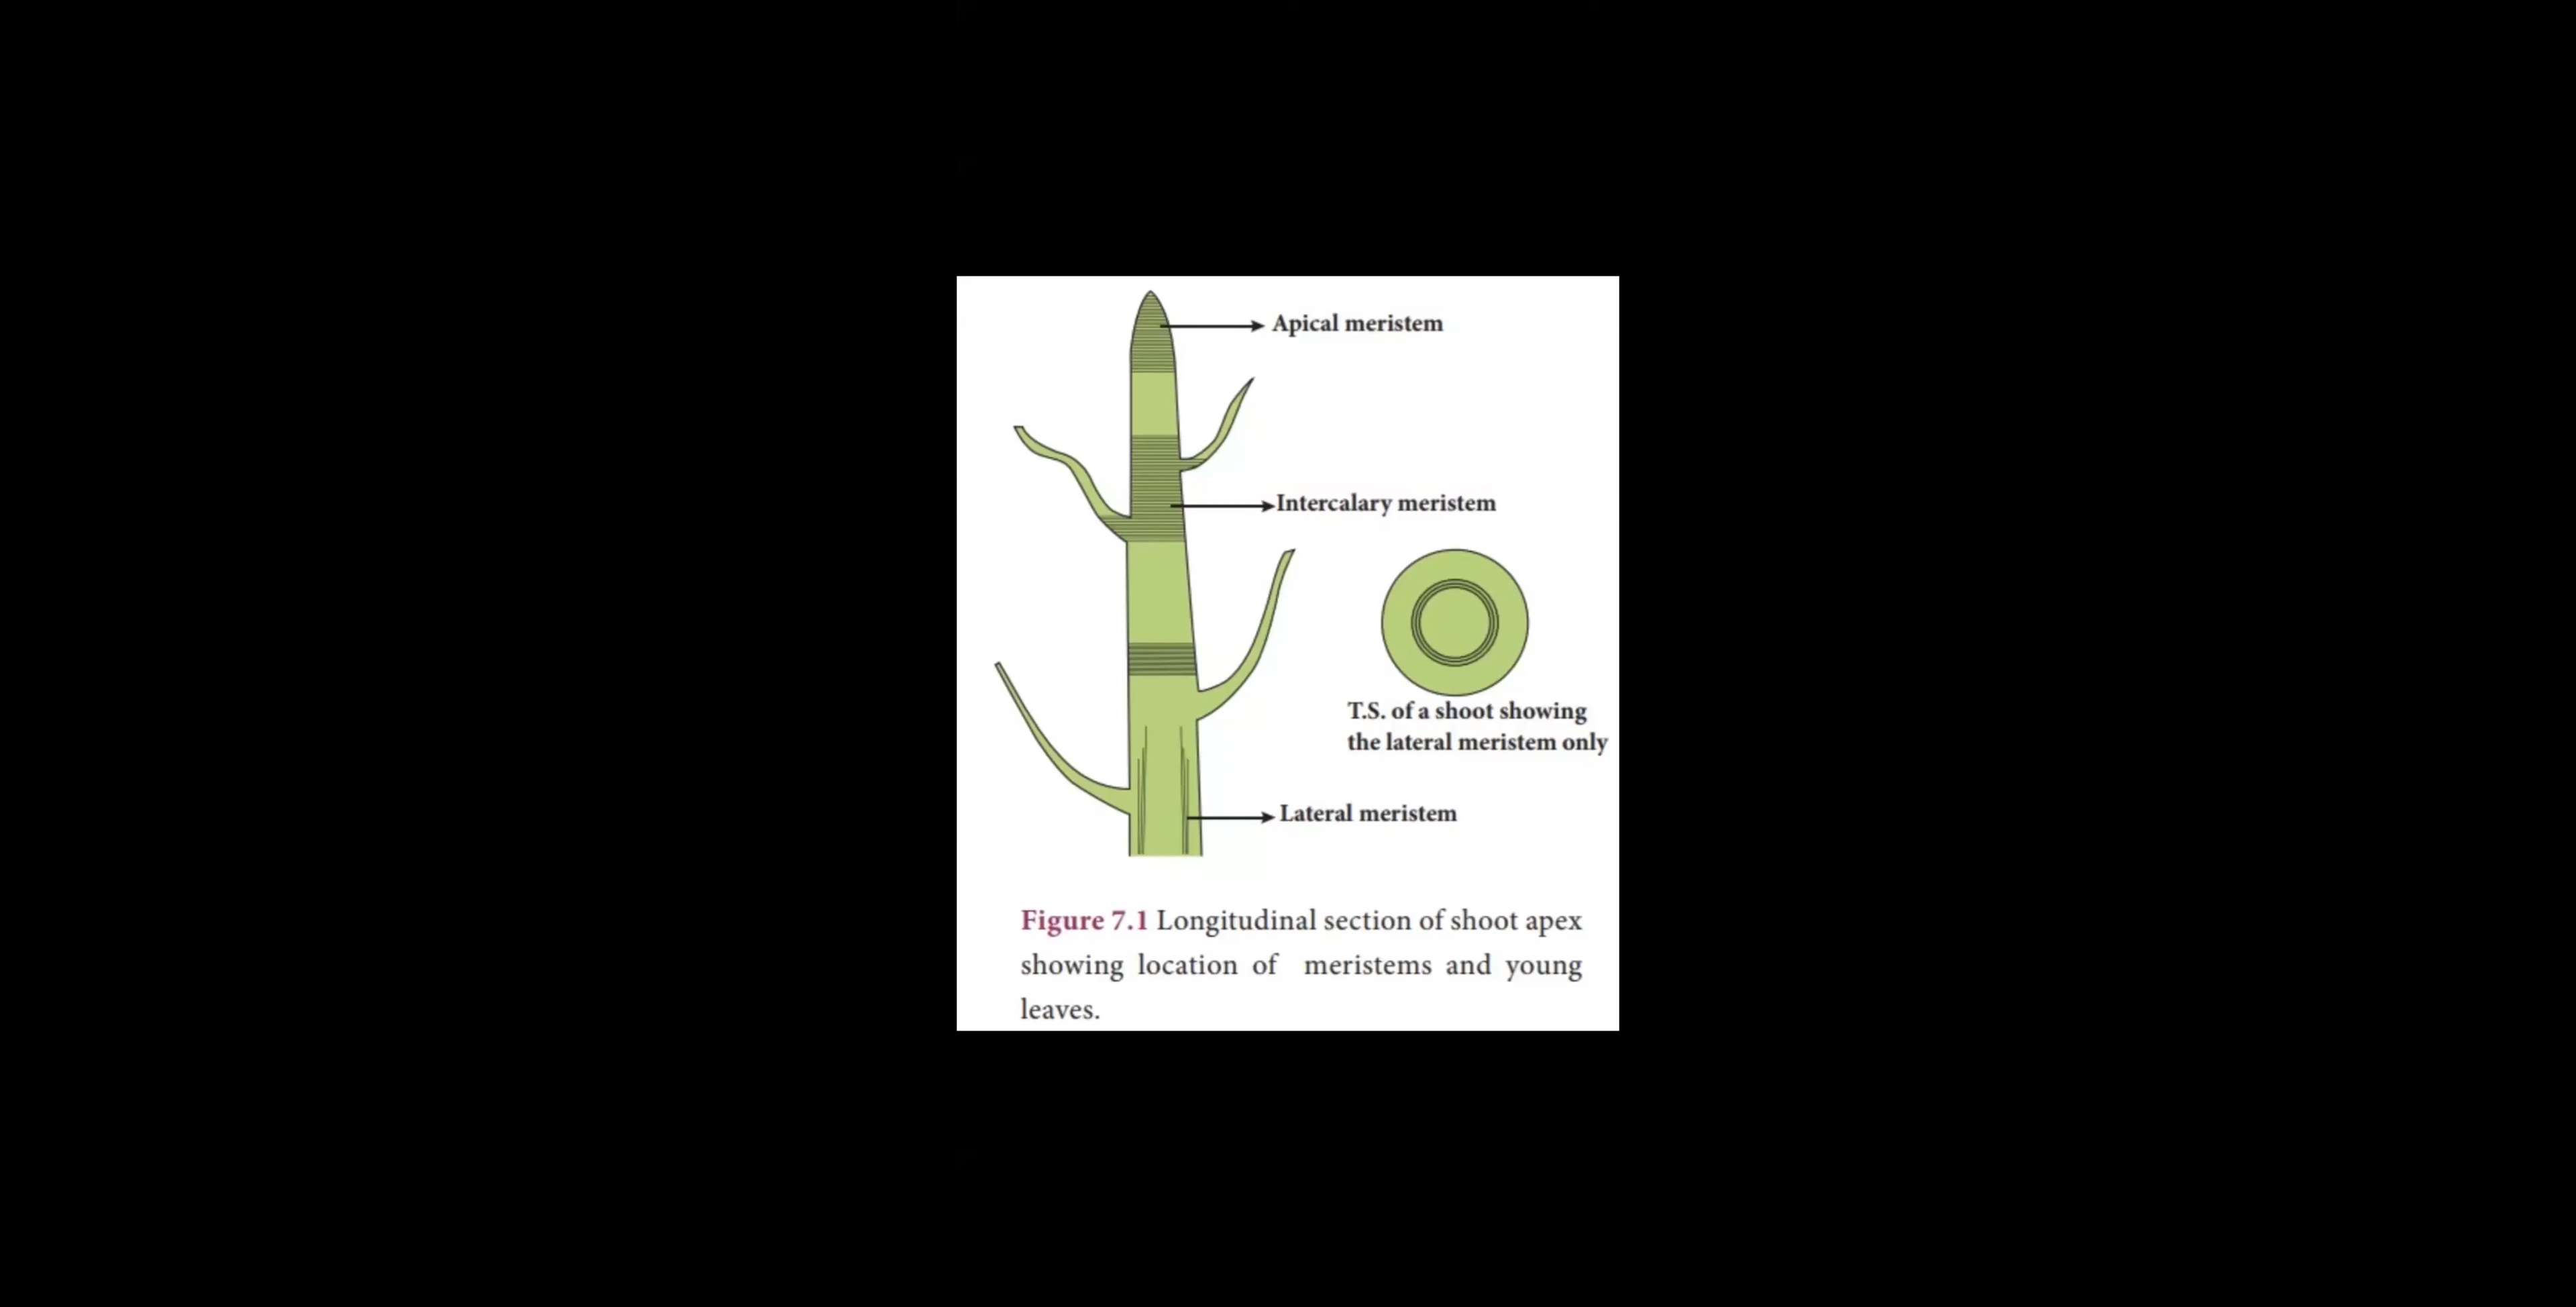 Apical meristem
Intercalary meristem
T.S. of a shoot showing
the lateral meristem only
Lateral meristem
Figure 7.1 Longitudinal section of shoot apex
showing location of meristems and young
leaves.